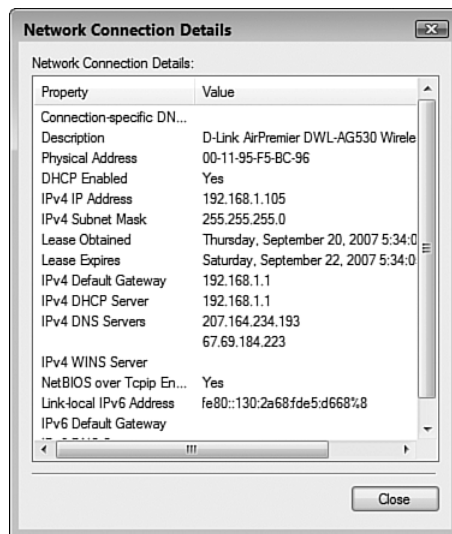 Network Connection Details
Network Connection Details:
Property Value
Connection-specific DN...
Description D-Link AirPremier DWL-AG530 Wirele
Physical Address 00-11-95-F5-BC-96
DHCP Enabled Yes
IPv4 IP Address 192.168.1.105
IPv4 Subnet Mask 255.255.255.0
Lease Obtained Thursday, September 20, 2007 5:34:0
Lease Expires Saturday, September 22, 2007 5:34:0
IPv4 Default Gateway 192.168.1.1
IPv4 DHCP Server 192.168.1.1
IPv4 DNS Servers 207.164.234.193
67.69.184.223
IPv4 WINS Server
NetBIOS over Tcpip En... Yes
Link-local IPv6 Address fe80::130:2a68:fde5:d668%8
IPv6 Default Gateway
Close